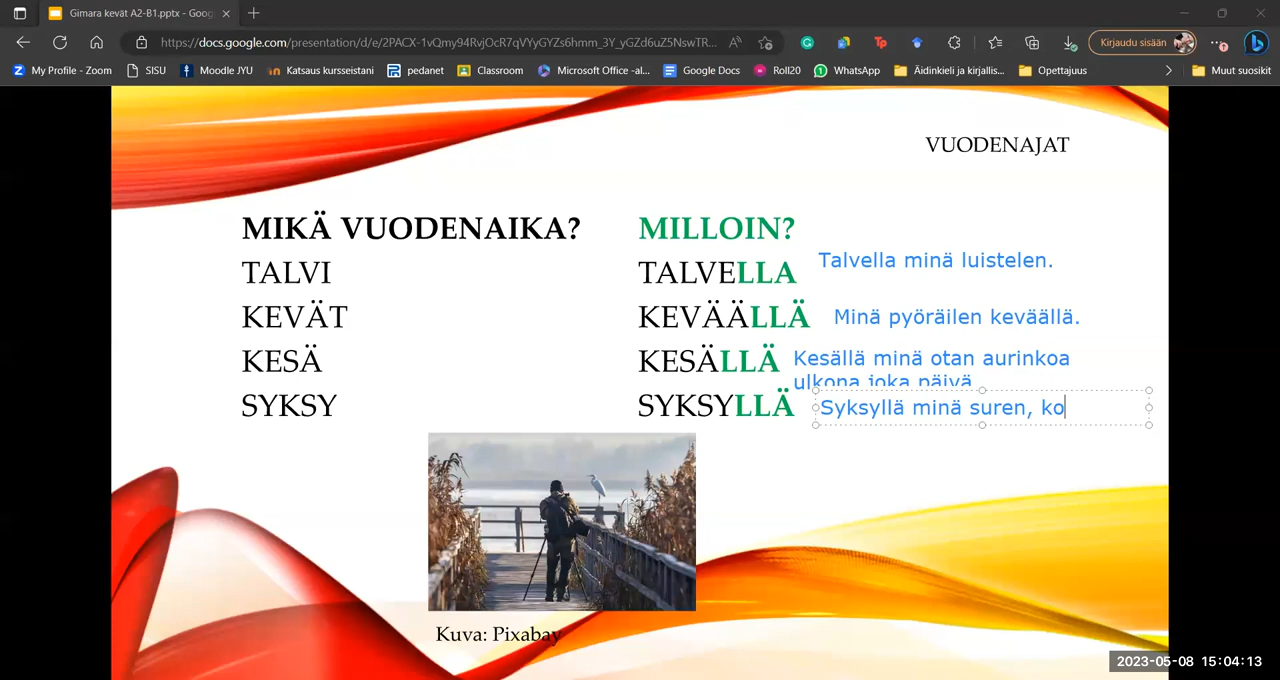 Gimara kevät A2-B1.pptx - Goog
https://docs.google.com/presentation/d/e/2PACX-1vQmy94RvjOcR7qVYyGYZs6hmm_3Y_yGZd6uZ5NswTR...
Kirjaudu sisään
My Profile - Zoom
SISU
Moodle JYU
Katsaus kursseistani
pedanet
Classroom
Microsoft Office -al...
Google Docs
Roll20
WhatsApp
Äidinkieli ja kirjallis...
Opettajuus
Muut suosikit
VUODENAJAT
MIKÄ VUODENAIKA?
TALVI
KEVÄT
KESÄ
SYKSY
MILLOIN?
TALVELLA
Talvella minä luistelen.
KEVÄÄLLÄ
Minä pyöräilen keväällä.
KESÄLLÄ
Kesällä minä otan aurinkoa
ulkona joka päivä
SYKSYLLÄ
Syksyllä minä suren, ko
Kuva: Pixabay
2023-05-08 15:04:13